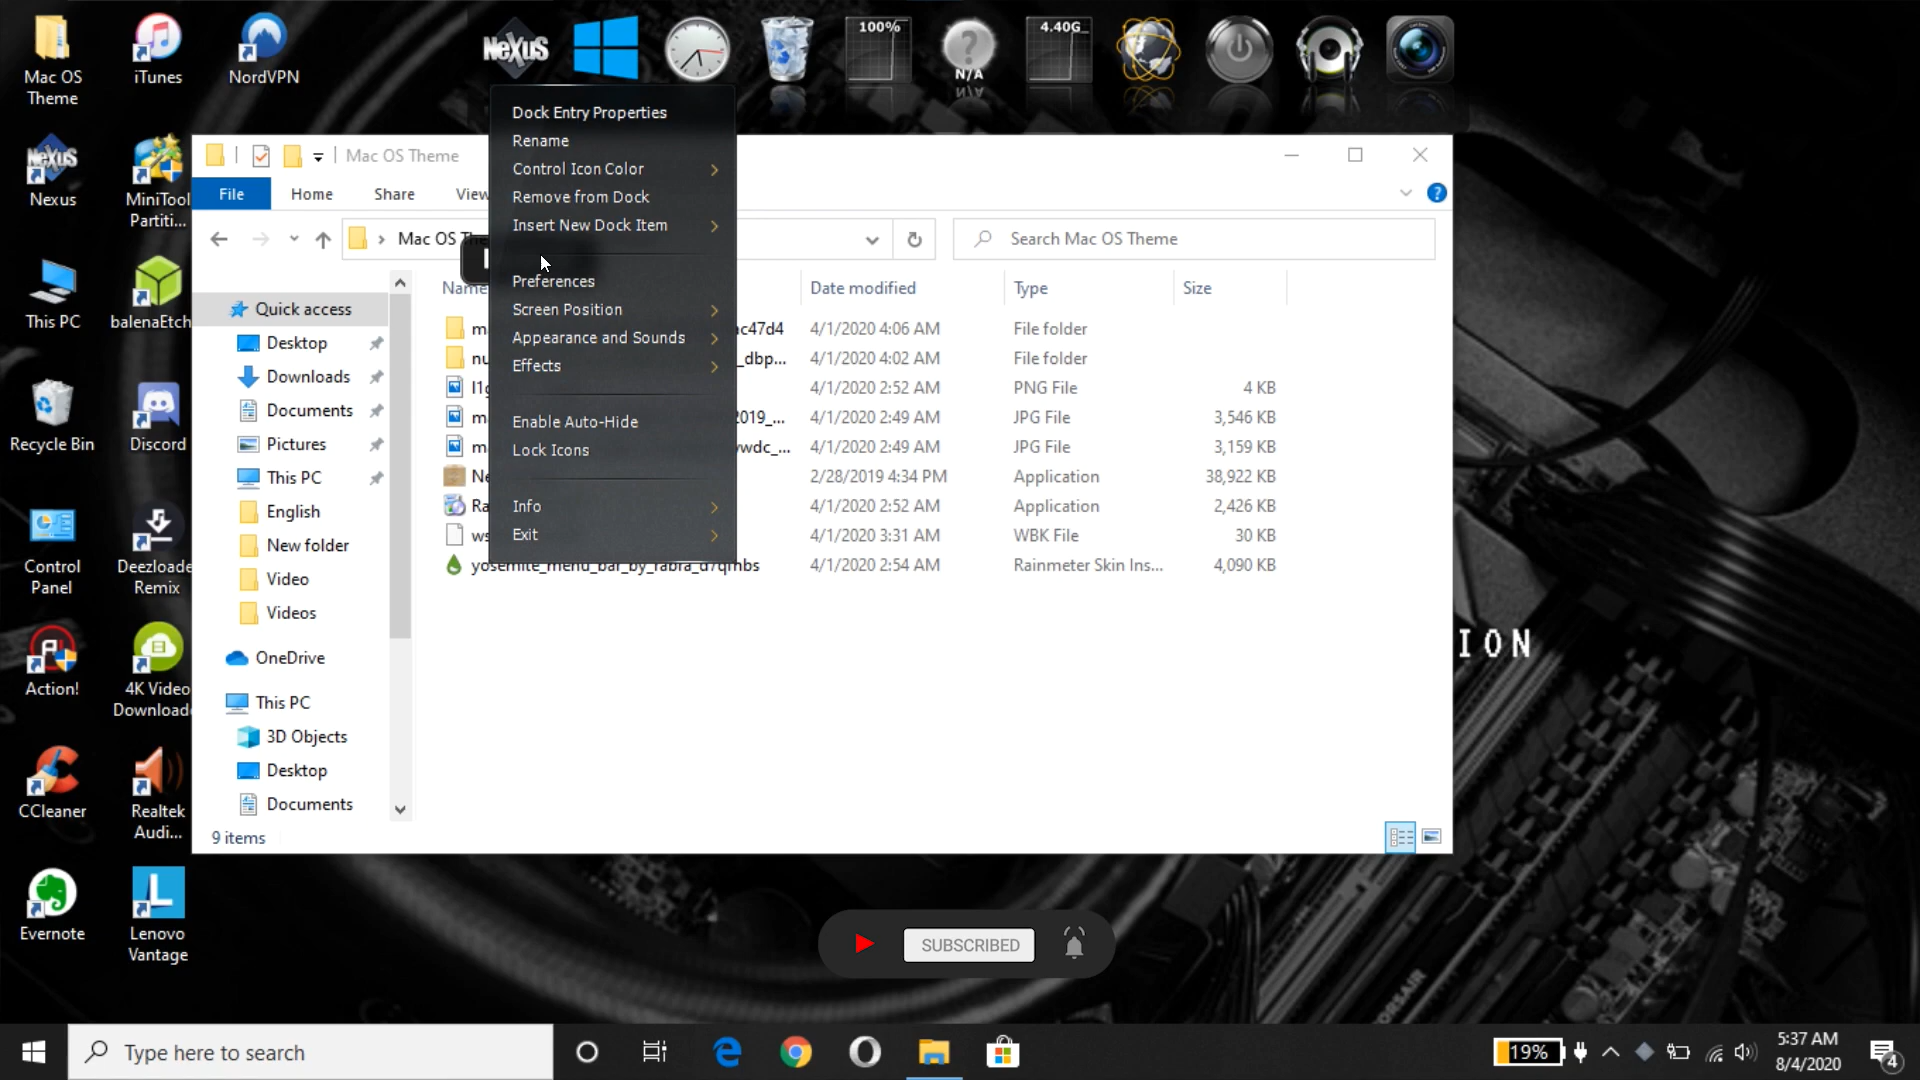 Mac OS
Theme
iTunes
NordVPN
NeXuS
100%
N/A
4.40G
Dock Entry Properties
Rename
Control Icon Color
Remove from Dock
Insert New Dock Item
Preferences
Screen Position
Appearance and Sounds
Effects
Enable Auto-Hide
Lock Icons
Info
Exit
Mac OS Theme
File
Home
Share
View
Mac OS
Search Mac OS Theme
Name
Date modified
Type
Size
ac47d4
4/1/2020 4:06 AM
File folder
_dbp...
4/1/2020 4:02 AM
File folder
4/1/2020 2:52 AM
PNG File
4 KB
2019_...
4/1/2020 2:49 AM
JPG File
3,546 KB
wdc_...
4/1/2020 2:49 AM
JPG File
3,159 KB
2/28/2019 4:34 PM
Application
38,922 KB
4/1/2020 2:52 AM
Application
2,426 KB
4/1/2020 3:31 AM
WBK File
30 KB
4/1/2020 2:54 AM
Rainmeter Skin Ins...
4,090 KB
Quick access
Desktop
Downloads
Documents
Pictures
This PC
English
New folder
Video
Videos
OneDrive
This PC
3D Objects
Desktop
Documents
9 items
NeXuS
Nexus
MiniTool
Partiti...
This PC
balenaEtch
Recycle Bin
Discord
Control
Panel
Deezloade
Remix
Action!
4K Video
Download
CCleaner
Realtek
Audi...
Evernote
Lenovo
Vantage
ION
CORSAIR
SUBSCRIBED
Type here to search
19%
5:37 AM
8/4/2020
4